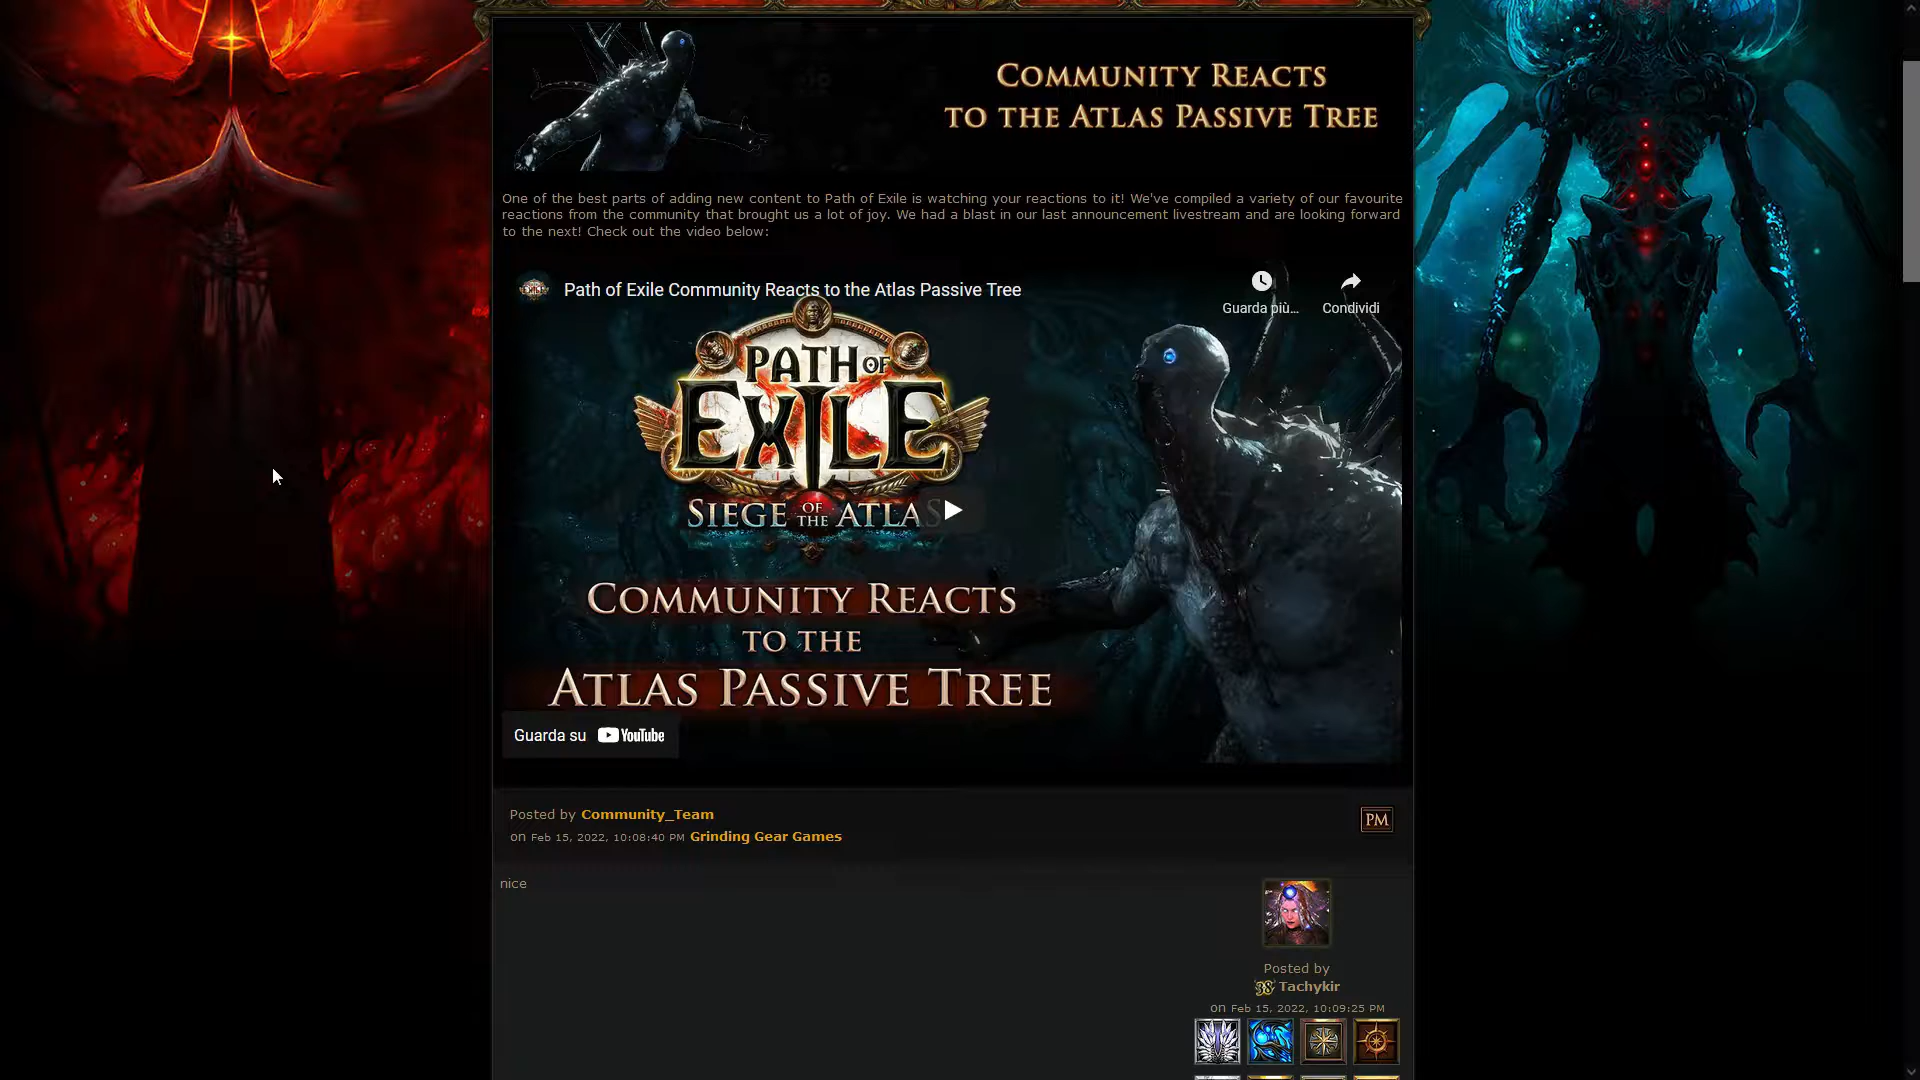 COMMUNITY REACTS
TO THE ATLAS PASSIVE TREE
One of the best parts of adding new content to Path of Exile is watching your reactions to it! We've compiled a variety of our favourite
reactions from the community that brought us a lot of joy. We had a blast in our last announcement livestream and are looking forward
to the next! Check out the video below:
Path of Exile Community Reacts to the Atlas Passive Tree
Guarda più...
Condividi
PATH OF
EXILE
SIEGE OF THE ATLAS
COMMUNITY REACTS
TO THE
ATLAS PASSIVE TREE
Guarda su YouTube
Posted by Community_Team
on Feb 15, 2022, 10:08:40 PM Grinding Gear Games
PM
nice
Posted by
38 Tachykir
on Feb 15, 2022, 10:09:25 PM